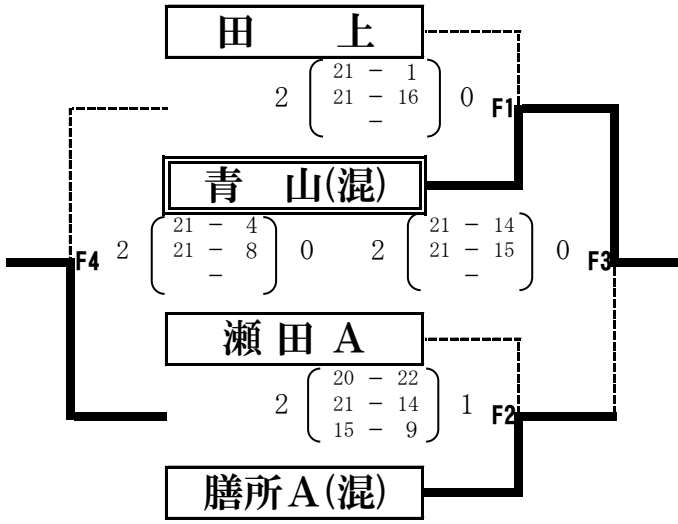 田 上
2 21 － 1 0
21 － 16
－
F1
青 山(混)
F4 2 21 － 4 0
21 － 8
－
2 21 － 14 0 F3
21 － 15
－
瀬 田 A
2 20 － 22 1
21 － 14
15 － 9
F2
膳所A(混)